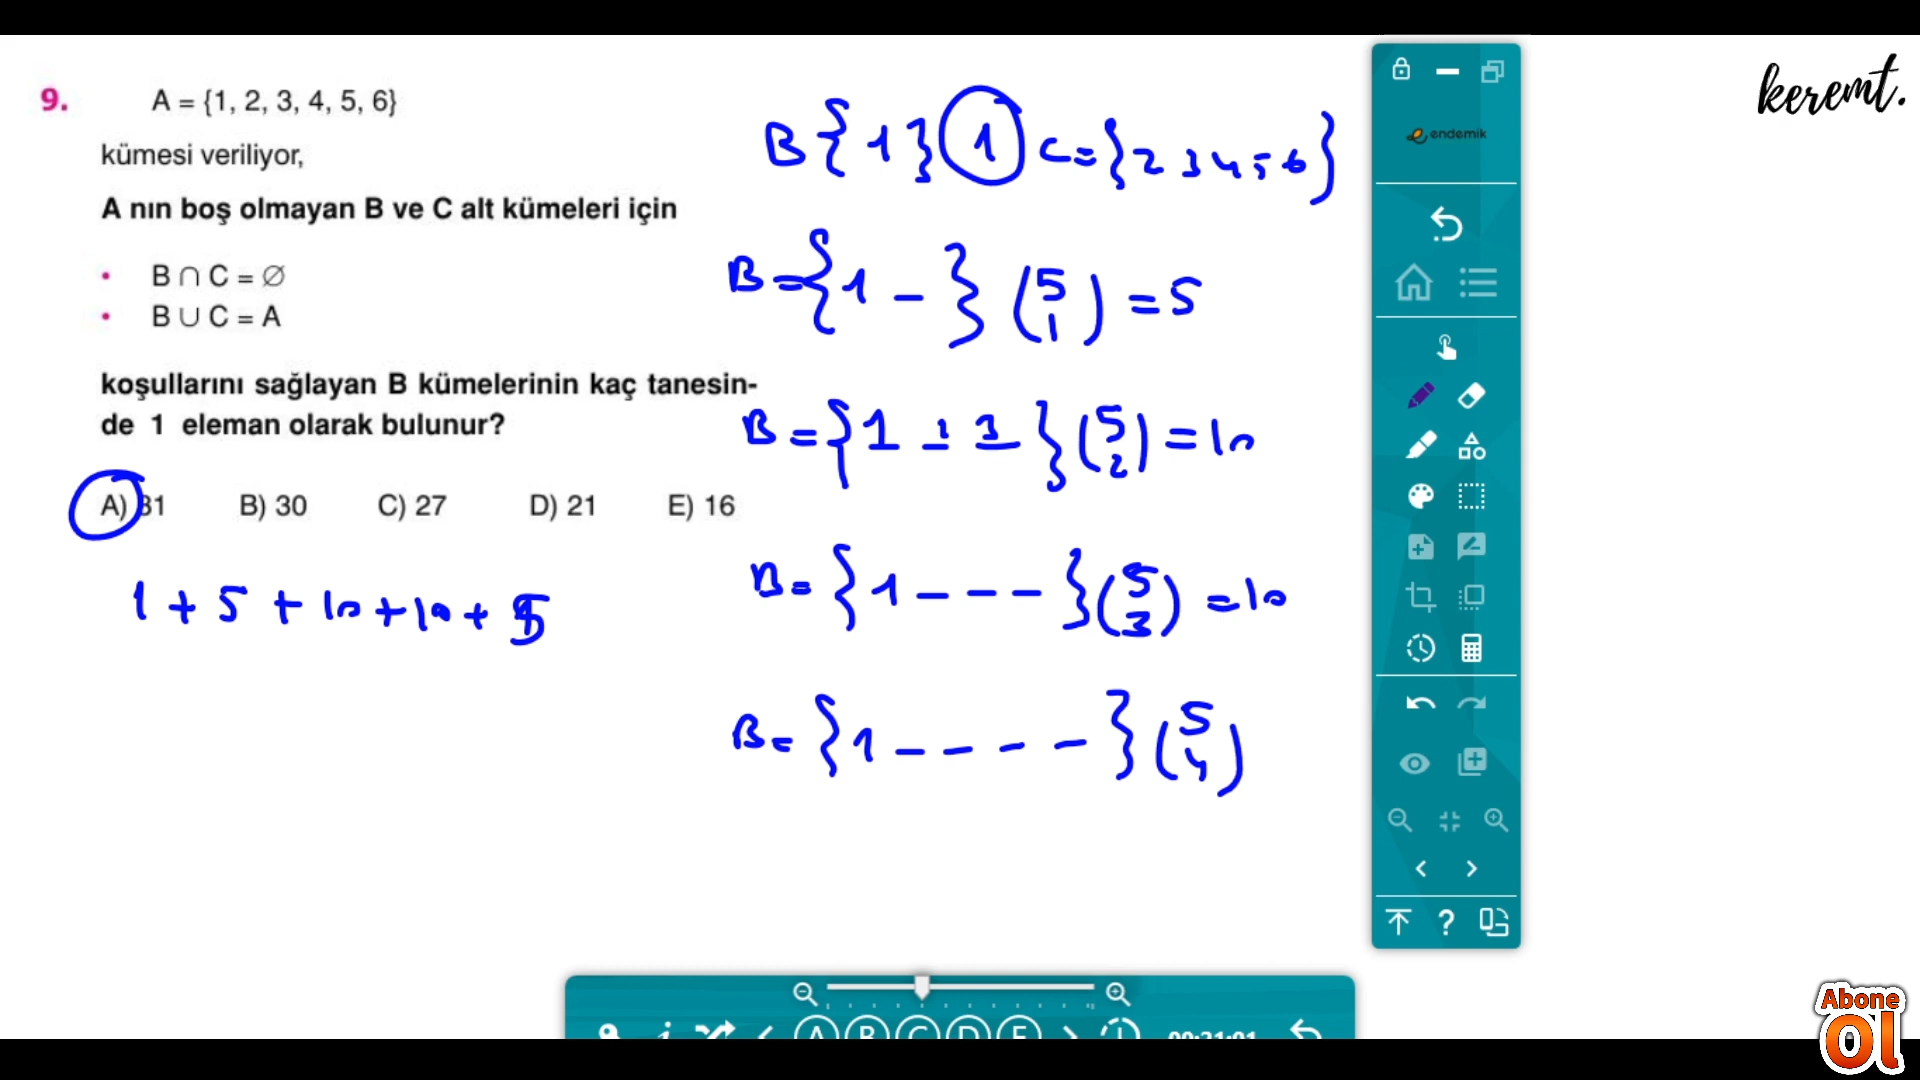 9. A = {1, 2, 3, 4, 5, 6}
kümesi veriliyor,
A nın boş olmayan B ve C alt kümeleri için
• B ∩ C = ∅
• B ∪ C = A
koşullarını sağlayan B kümelerinin kaç tanesin-
de 1 eleman olarak bulunur?
A) 31 B) 30 C) 27 D) 21 E) 16
1 + 5 + 10 + 10 + 5
B { 1 } 1 C = { 2 3 4 5 6 }
B = { 1 – } (5 1) = 5
B = { 1 – – } (5 2) = 10
B = { 1 – – – } (5 3) = 10
B = { 1 – – – – } (5 4)
keremt.
endemik
?
A B C D E
00:31:01
Abone
Ol